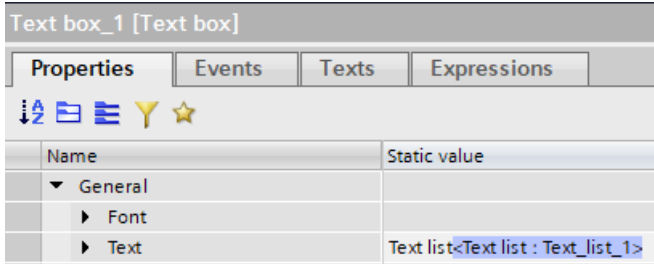 Text box_1 [Text box]
Properties Events Texts Expressions
Name Static value
General
Font
Text Text list<Text list : Text_list_1>